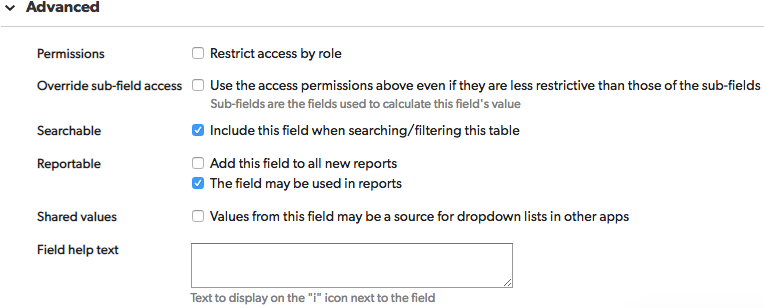 Advanced
Permissions Restrict access by role
Override sub-field access Use the access permissions above even if they are less restrictive than those of the sub-fields
Sub-fields are the fields used to calculate this field's value
Searchable Include this field when searching/filtering this table
Reportable Add this field to all new reports
The field may be used in reports
Shared values Values from this field may be a source for dropdown lists in other apps
Field help text
Text to display on the "i" icon next to the field